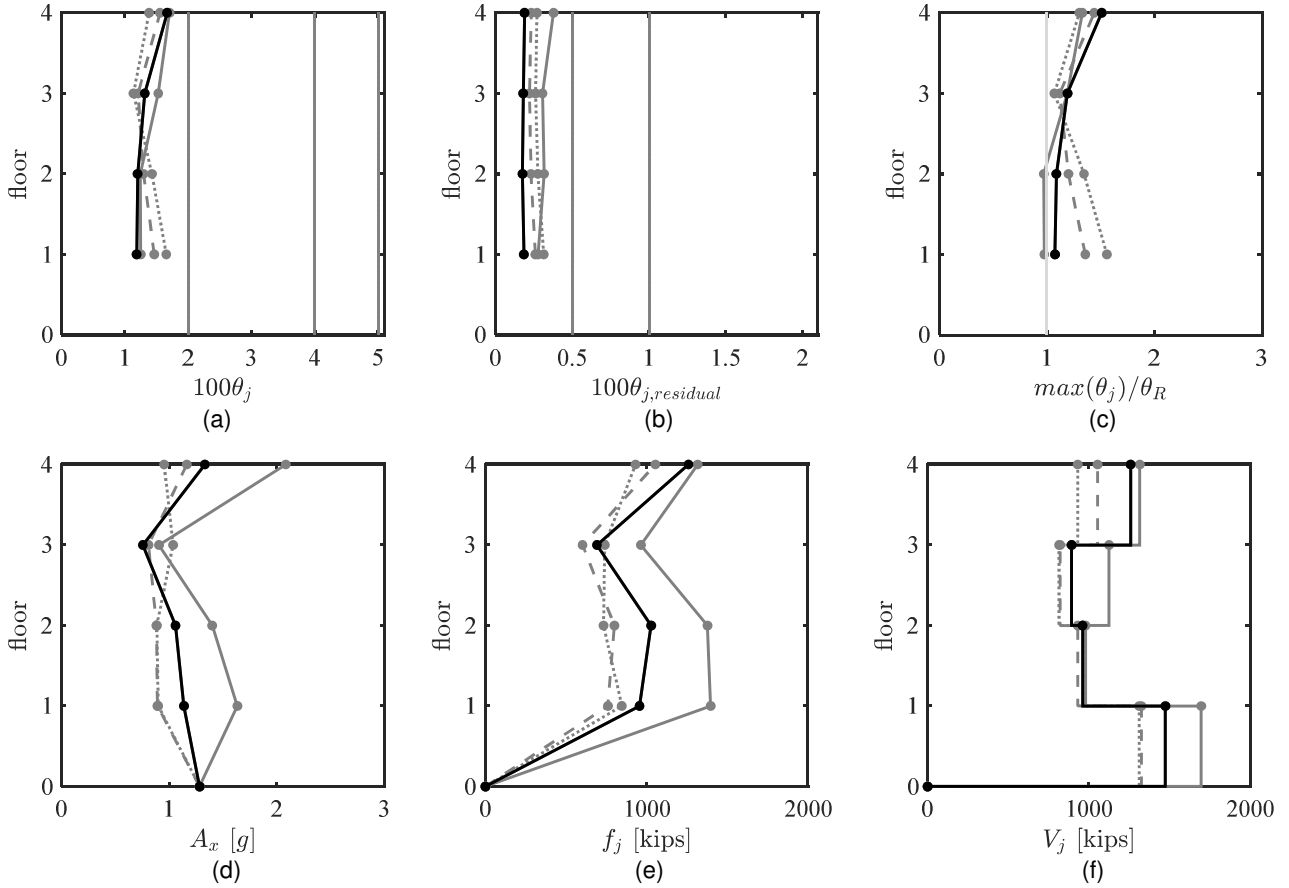 4 4 4
3 3 3
floor floor floor
2 2 2
1 1 1
0 0 0
0 1 2 3 4 5 0 0.5 1 1.5 2 0 1 2 3
100θ_j 100θ_{j,residual} max(θ_j)/θ_R
(a) (b) (c)
4 4 4
3 3 3
floor floor floor
2 2 2
1 1 1
0 0 0
0 1 2 3 0 1000 2000 0 1000 2000
A_x [g] f_j [kips] V_j [kips]
(d) (e) (f)